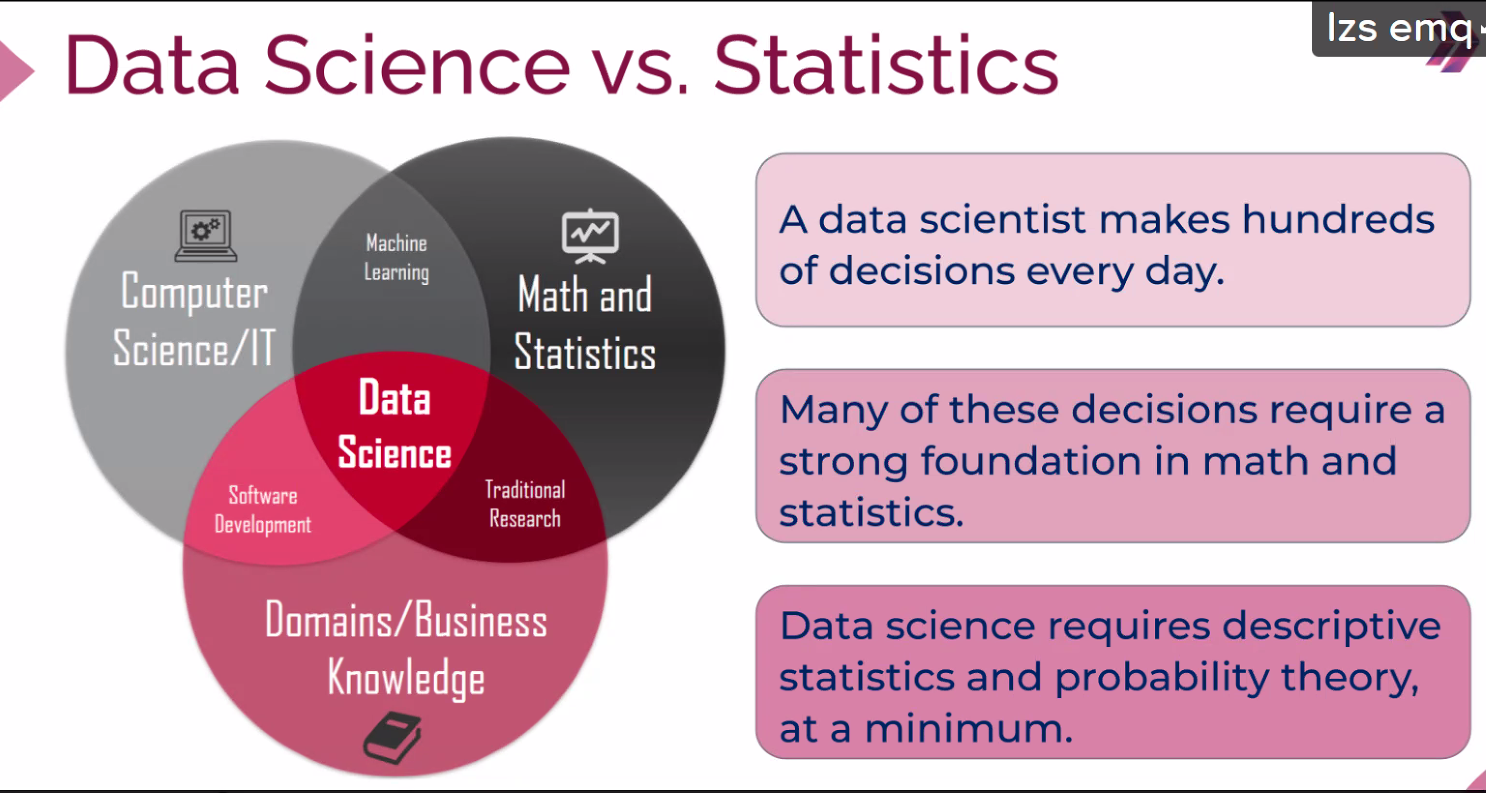 Data Science vs. Statistics
lzs emq
Machine
Learning
Computer
Science/IT
Math and
Statistics
Data
Science
Software
Development
Traditional
Research
Domains/Business
Knowledge
A data scientist makes hundreds
of decisions every day.
Many of these decisions require a
strong foundation in math and
statistics.
Data science requires descriptive
statistics and probability theory,
at a minimum.